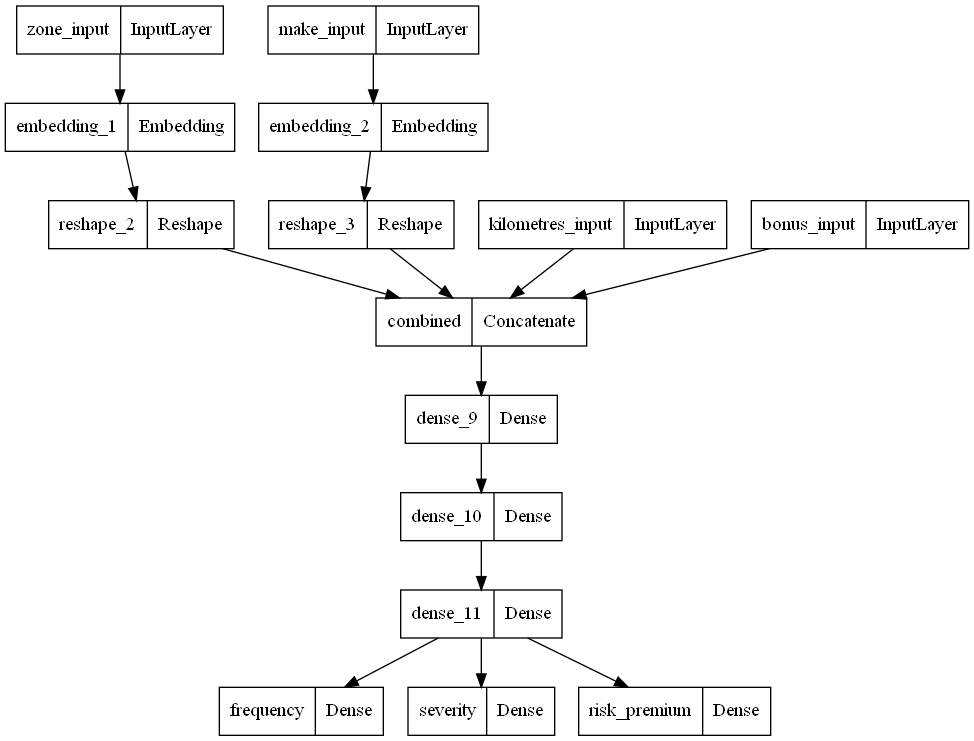 zone_input InputLayer
make_input InputLayer
embedding_1 Embedding
embedding_2 Embedding
reshape_2 Reshape
reshape_3 Reshape
kilometres_input InputLayer
bonus_input InputLayer
combined Concatenate
dense_9 Dense
dense_10 Dense
dense_11 Dense
frequency Dense
severity Dense
risk_premium Dense